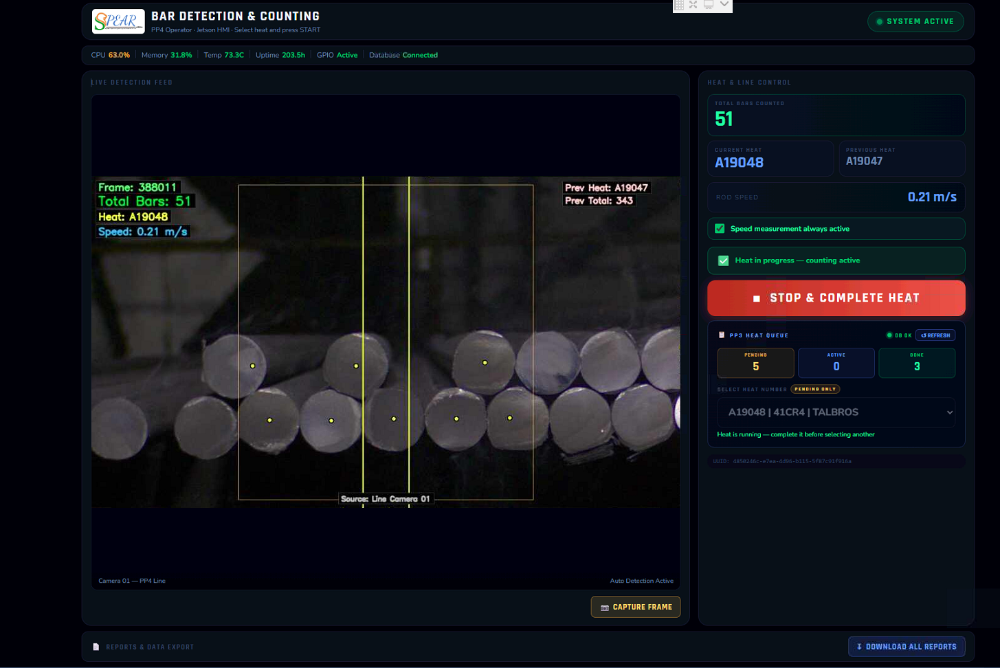 SPEAR
BAR DETECTION & COUNTING
PP4 Operator · Jetson HMI · Select heat and press START
SYSTEM ACTIVE
CPU 63.0% Memory 31.8% Temp 73.3C Uptime 203.5h GPIO Active Database Connected
LIVE DETECTION FEED
Frame: 388011
Total Bars: 51
Heat: A19048
Speed: 0.21 m/s
Prev Heat: A19047
Prev Total: 343
Source: Line Camera 01
Camera 01 — PP4 Line
Auto Detection Active
CAPTURE FRAME
HEAT & LINE CONTROL
TOTAL BARS COUNTED
51
CURRENT HEAT
A19048
PREVIOUS HEAT
A19047
ROD SPEED 0.21 m/s
Speed measurement always active
Heat in progress — counting active
STOP & COMPLETE HEAT
PP3 HEAT QUEUE
DB OK
↺ REFRESH
PENDING
5
ACTIVE
0
DONE
3
SELECT HEAT NUMBER PENDING ONLY
A19048 | 41CR4 | TALBROS
Heat is running — complete it before selecting another
UUID: 4850246c-e7ea-4d96-b115-5f87c91f916a
REPORTS & DATA EXPORT
DOWNLOAD ALL REPORTS